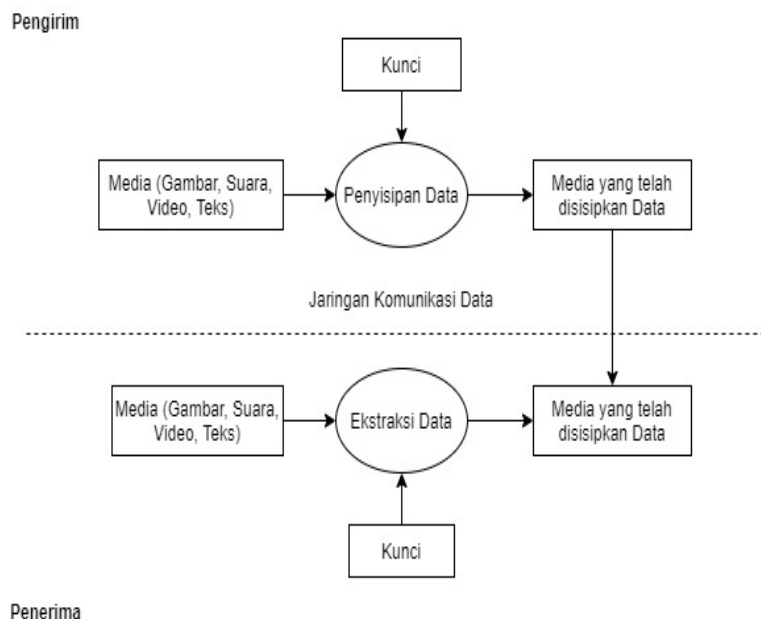 Pengirim
Kunci
Media (Gambar, Suara,
Video, Teks)
Penyisipan Data
Media yang telah
disisipkan Data
Jaringan Komunikasi Data
Media (Gambar, Suara,
Video, Teks)
Ekstraksi Data
Media yang telah
disisipkan Data
Kunci
Penerima